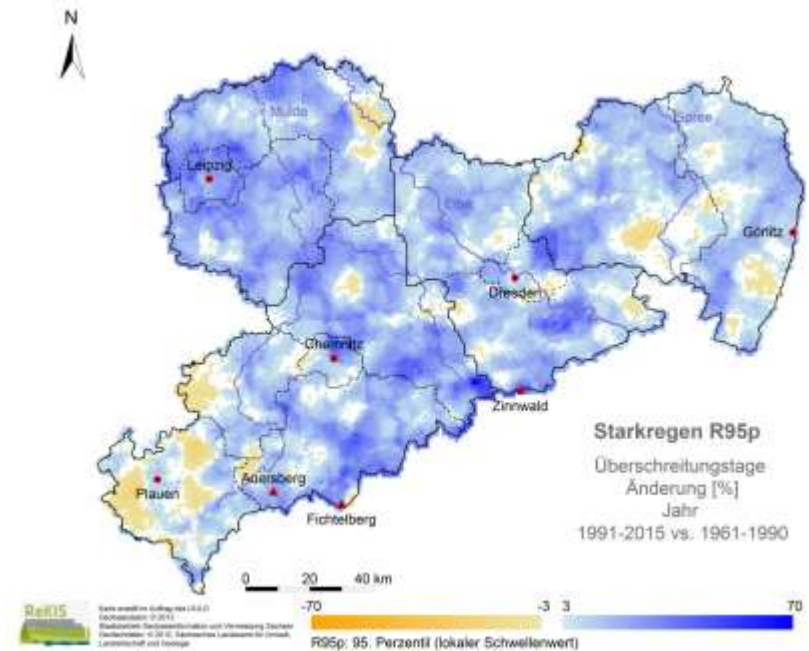 N
Mulde
Spree
Leipzig
Elbe
Görlitz
Dresden
Chemnitz
Zinnwald
Starkregen R95p
Auersberg
Überschreitungstage
Plauen
Änderung [%]
Fichtelberg
Jahr
1991-2015 vs. 1961-1990
0 20 40 km
ReKIS
-70 -3 3 70
R95p: 95. Perzentil (lokaler Schwellenwert)